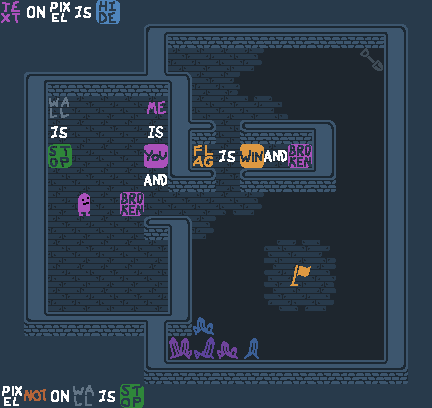 TEXT ON PIXEL IS HIDE
WALL ME
IS IS
STOP YOU FLAG IS WIN AND BROKEN
AND
BROKEN
PIXEL NOT ON WALL IS STOP